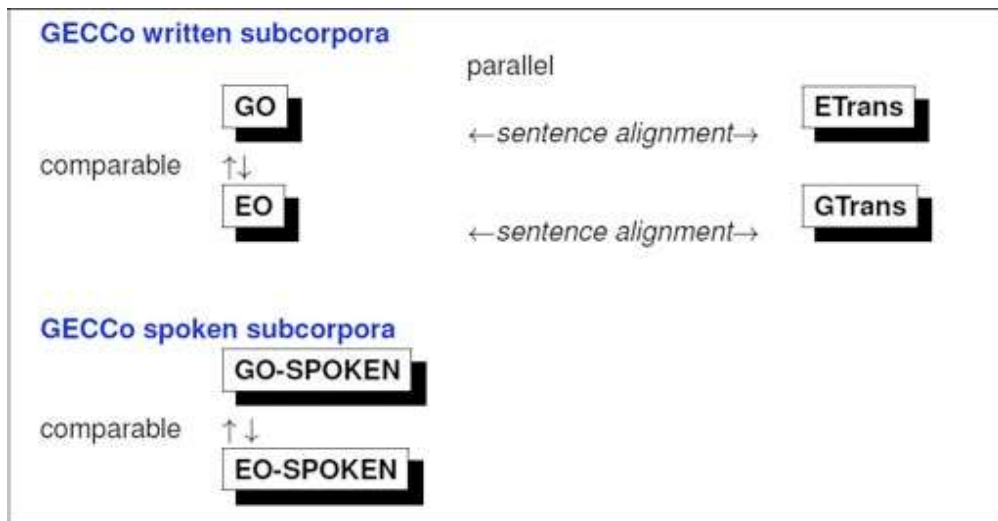 GECCo written subcorpora
parallel
GO
ETrans
←sentence alignment→
comparable ↑↓
EO
GTrans
←sentence alignment→
GECCo spoken subcorpora
GO-SPOKEN
comparable ↑↓
EO-SPOKEN